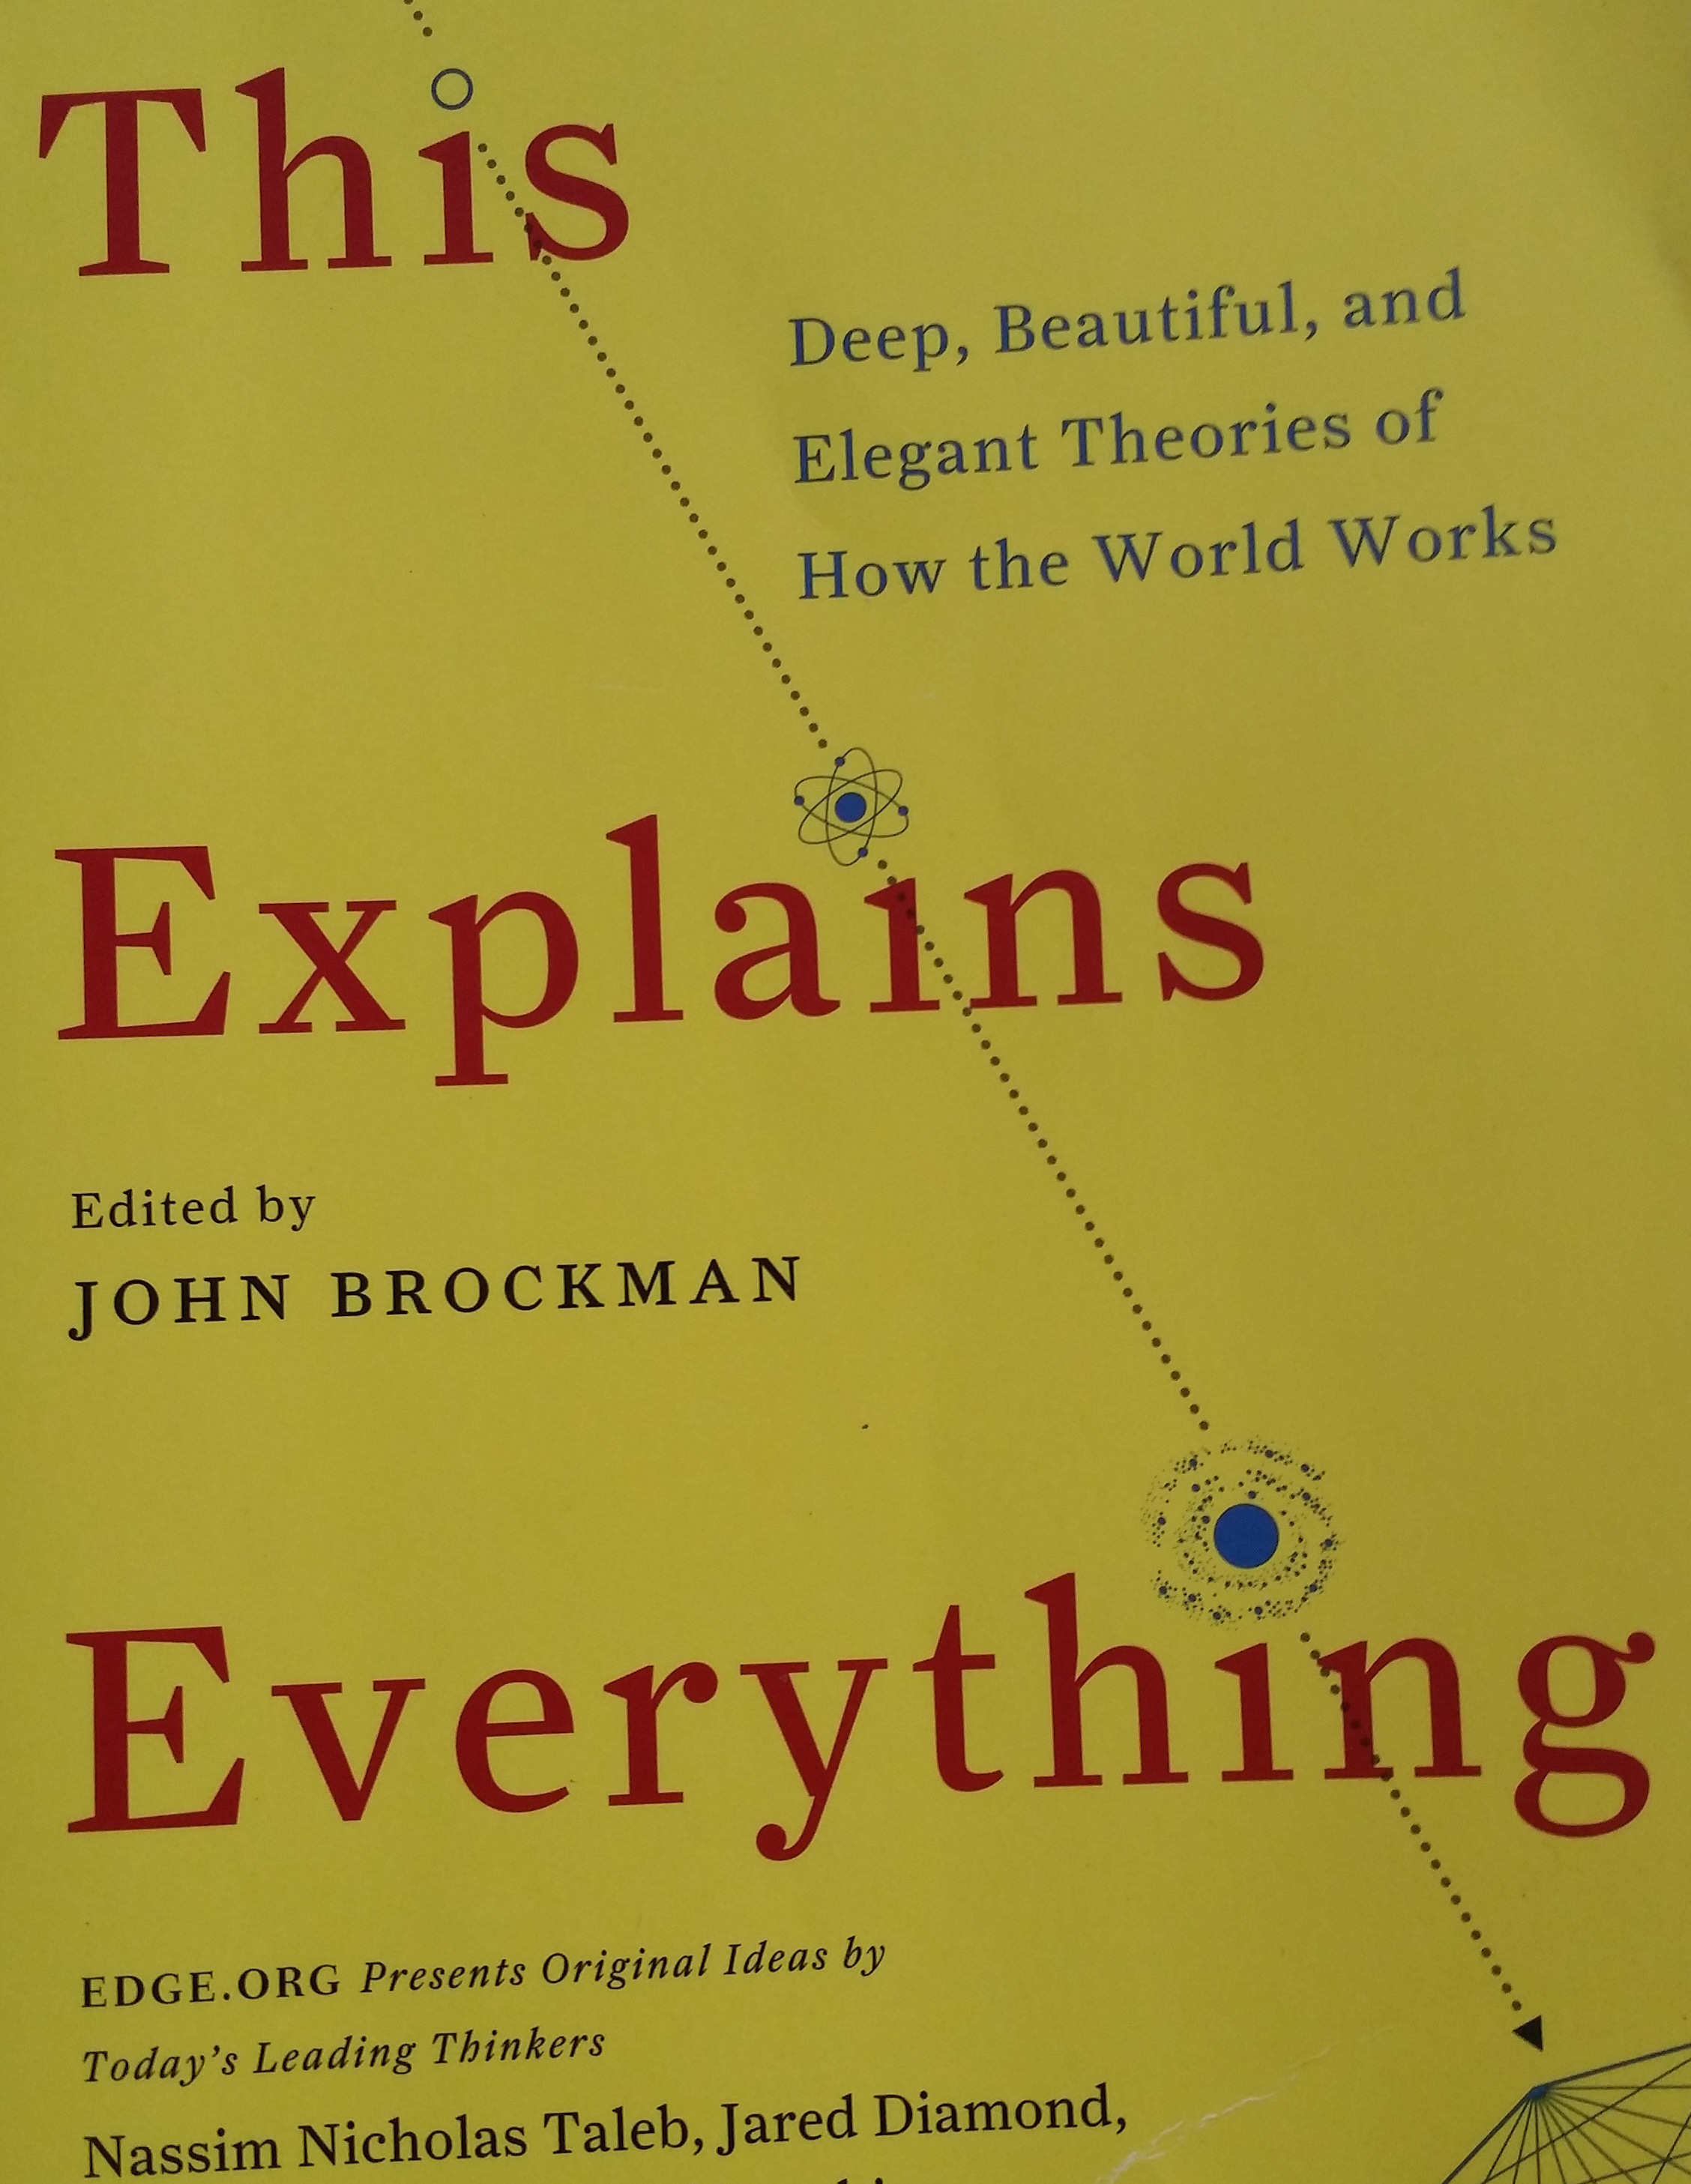 This
Deep, Beautiful, and
Elegant Theories of
How the World Works
Explains
Edited by
JOHN BROCKMAN
Everything
EDGE.ORG Presents Original Ideas by
Today's Leading Thinkers
Nassim Nicholas Taleb, Jared Diamond,